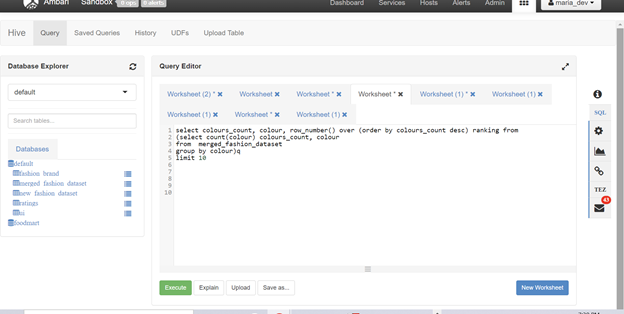 Ambari Sandbox 0 ops 0 alerts Dashboard Services Hosts Alerts Admin maria_dev
Hive Query Saved Queries History UDFs Upload Table
Database Explorer
default
Search tables...
Databases
default
fashion_brand
merged_fashion_dataset
new_fashion_dataset
ratings
foodmart
Query Editor
Worksheet (2) * Worksheet Worksheet * Worksheet * Worksheet (1) * Worksheet (1)
Worksheet (1) Worksheet * Worksheet (1)
1 select colours_count, colour, row_number() over (order by colours_count desc) ranking from
2 (select count(colour) colours_count, colour
3 from merged_fashion_dataset
4 group by colour)q
5 limit 10
6
7
8
9
10
Execute Explain Upload Save as... New Worksheet
SQL
TEZ
43